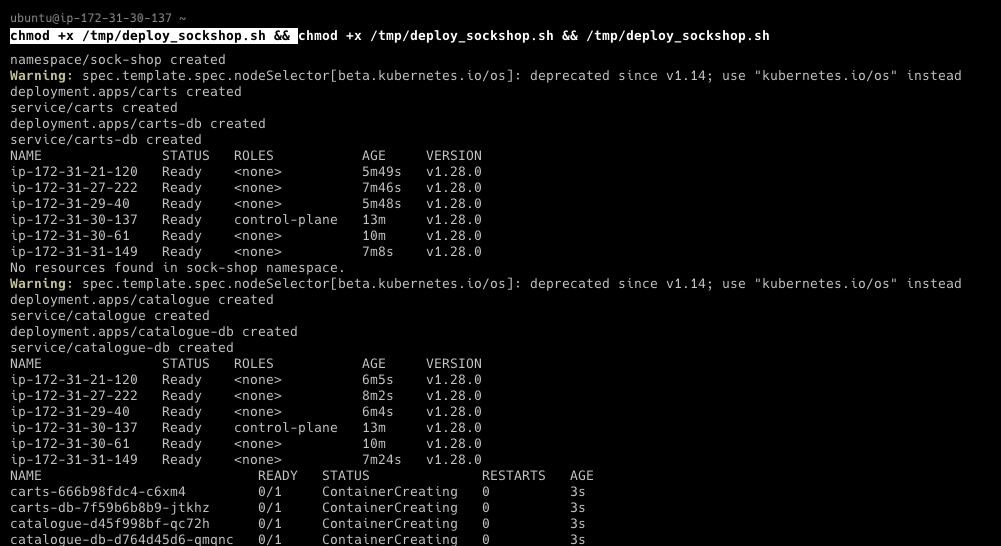 ubuntu@ip-172-31-30-137 ~
chmod +x /tmp/deploy_sockshop.sh && chmod +x /tmp/deploy_sockshop.sh && /tmp/deploy_sockshop.sh
namespace/sock-shop created
Warning: spec.template.spec.nodeSelector[beta.kubernetes.io/os]: deprecated since v1.14; use "kubernetes.io/os" instead
deployment.apps/carts created
service/carts created
deployment.apps/carts-db created
service/carts-db created
NAME STATUS ROLES AGE VERSION
ip-172-31-21-120 Ready <none> 5m49s v1.28.0
ip-172-31-27-222 Ready <none> 7m46s v1.28.0
ip-172-31-29-40 Ready <none> 5m48s v1.28.0
ip-172-31-30-137 Ready control-plane 13m v1.28.0
ip-172-31-30-61 Ready <none> 10m v1.28.0
ip-172-31-31-149 Ready <none> 7m8s v1.28.0
No resources found in sock-shop namespace.
Warning: spec.template.spec.nodeSelector[beta.kubernetes.io/os]: deprecated since v1.14; use "kubernetes.io/os" instead
deployment.apps/catalogue created
service/catalogue created
deployment.apps/catalogue-db created
service/catalogue-db created
NAME STATUS ROLES AGE VERSION
ip-172-31-21-120 Ready <none> 6m5s v1.28.0
ip-172-31-27-222 Ready <none> 8m2s v1.28.0
ip-172-31-29-40 Ready <none> 6m4s v1.28.0
ip-172-31-30-137 Ready control-plane 13m v1.28.0
ip-172-31-30-61 Ready <none> 10m v1.28.0
ip-172-31-31-149 Ready <none> 7m24s v1.28.0
NAME READY STATUS RESTARTS AGE
carts-666b98fdc4-c6xm4 0/1 ContainerCreating 0 3s
carts-db-7f59b6b8b9-jtkhz 0/1 ContainerCreating 0 3s
catalogue-d45f998bf-qc72h 0/1 ContainerCreating 0 3s
catalogue-db-d764d45d6-qmqnc 0/1 ContainerCreating 0 3s